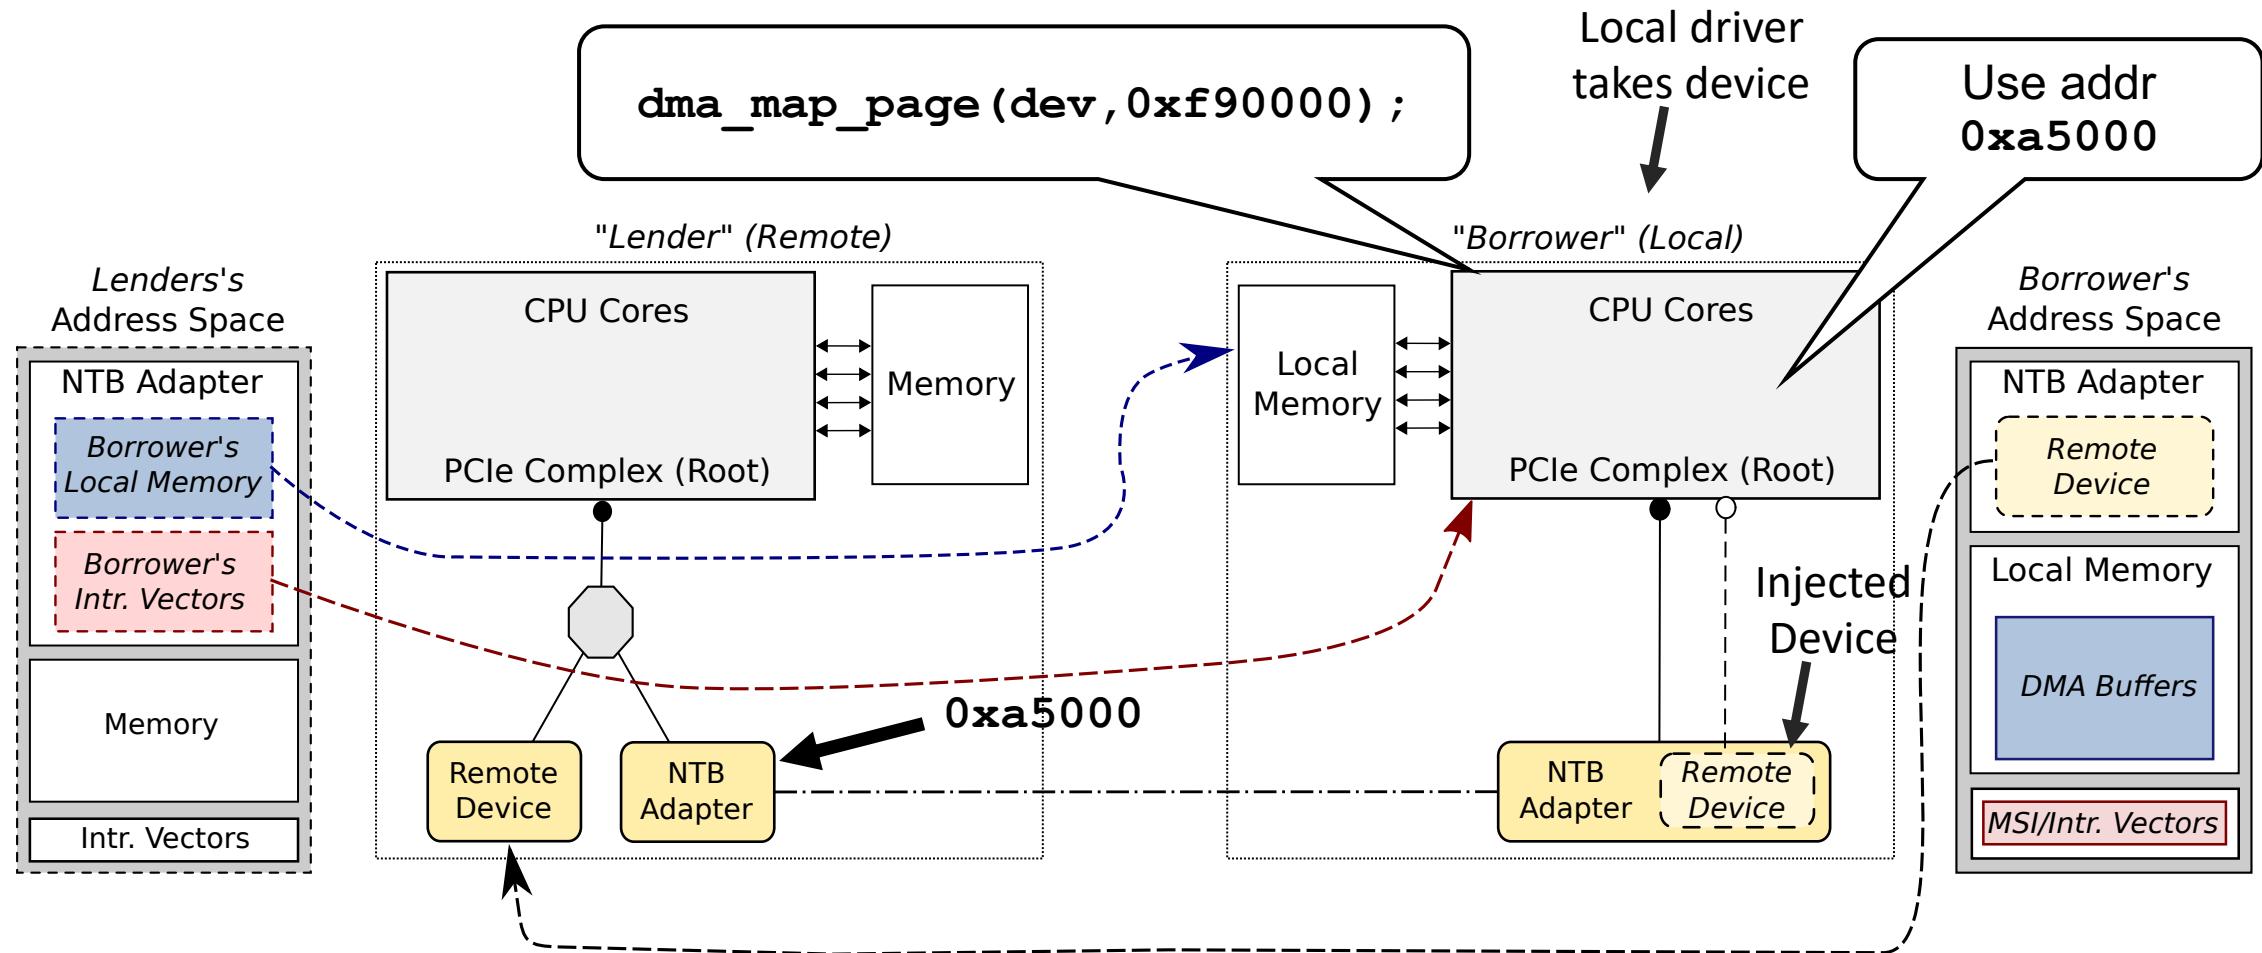 Local driver
takes device
dma_map_page(dev,0xf90000);
Use addr
0xa5000
"Lender" (Remote)
"Borrower" (Local)
Lenders's
Address Space
NTB Adapter
Borrower's
Local Memory
Borrower's
Intr. Vectors
Memory
Intr. Vectors
CPU Cores
PCIe Complex (Root)
Memory
Remote
Device
NTB
Adapter
0xa5000
Local
Memory
CPU Cores
PCIe Complex (Root)
Injected
Device
NTB
Adapter
Remote
Device
Borrower's
Address Space
NTB Adapter
Remote
Device
Local Memory
DMA Buffers
MSI/Intr. Vectors